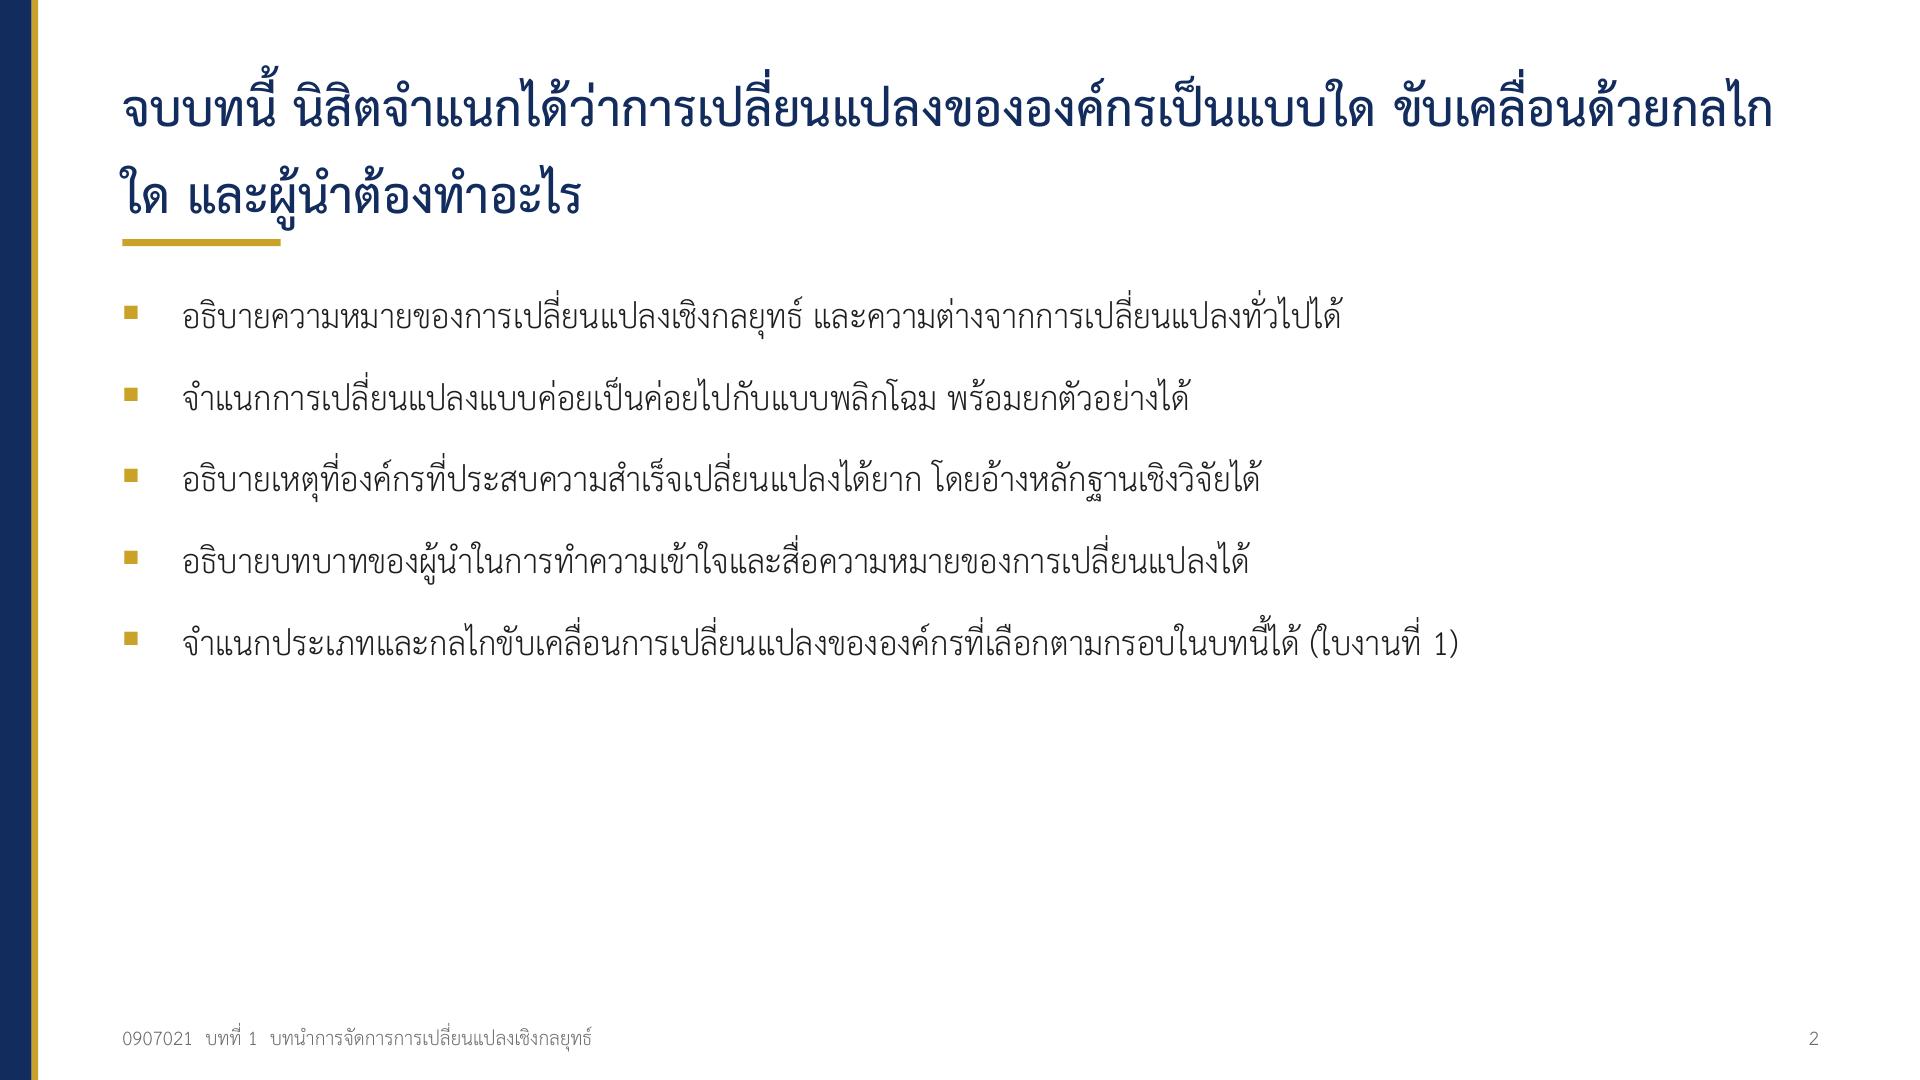 จบบทนี้ นิสิตจำแนกได้ว่าการเปลี่ยนแปลงขององค์กรเป็นแบบใด ขับเคลื่อนด้วยกลไก
ใด และผู้นำต้องทำอะไร
อธิบายความหมายของการเปลี่ยนแปลงเชิงกลยุทธ์ และความต่างจากการเปลี่ยนแปลงทั่วไปได้
จำแนกการเปลี่ยนแปลงแบบค่อยเป็นค่อยไปกับแบบพลิกโฉม พร้อมยกตัวอย่างได้
อธิบายเหตุที่องค์กรที่ประสบความสำเร็จเปลี่ยนแปลงได้ยาก โดยอ้างหลักฐานเชิงวิจัยได้
อธิบายบทบาทของผู้นำในการทำความเข้าใจและสื่อความหมายของการเปลี่ยนแปลงได้
จำแนกประเภทและกลไกขับเคลื่อนการเปลี่ยนแปลงขององค์กรที่เลือกตามกรอบในบทนี้ได้ (ใบงานที่ 1)
0907021 บทที่ 1 บทนำการจัดการการเปลี่ยนแปลงเชิงกลยุทธ์
2